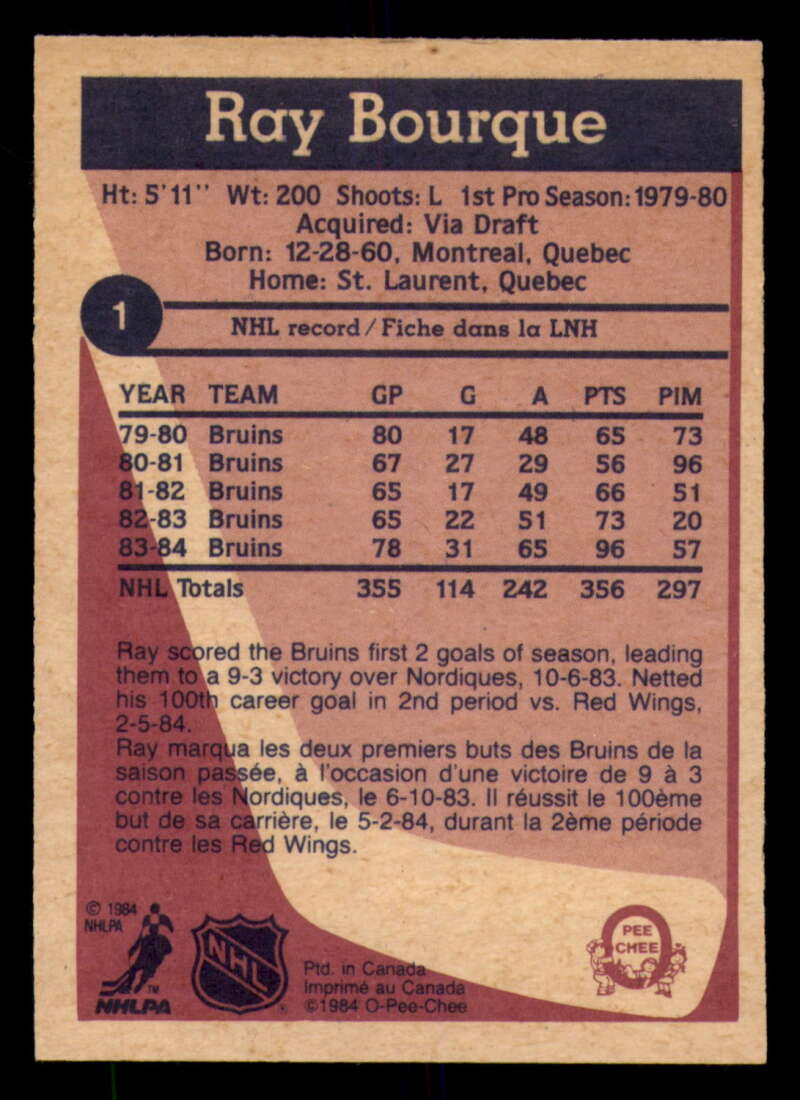 Ray Bourque
Ht: 5'11'' Wt: 200 Shoots: L 1st Pro Season: 1979-80
Acquired: Via Draft
Born: 12-28-60, Montreal, Quebec
Home: St. Laurent, Quebec
1
NHL record / Fiche dans la LNH
YEAR TEAM GP G A PTS PIM
79-80 Bruins 80 17 48 65 73
80-81 Bruins 67 27 29 56 96
81-82 Bruins 65 17 49 66 51
82-83 Bruins 65 22 51 73 20
83-84 Bruins 78 31 65 96 57
NHL Totals 355 114 242 356 297
Ray scored the Bruins first 2 goals of season, leading
them to a 9-3 victory over Nordiques, 10-6-83. Netted
his 100th career goal in 2nd period vs. Red Wings,
2-5-84.
Ray marqua les deux premiers buts des Bruins de la
saison passée, à l'occasion d'une victoire de 9 à 3
contre les Nordiques, le 6-10-83. Il réussit le 100ème
but de sa carrière, le 5-2-84, durant la 2ème période
contre les Red Wings.
© 1984
NHLPA
TM
NHLPA
NHL
Ptd. in Canada
Imprimé au Canada
©1984 O-Pee-Chee
PEE
CHEE